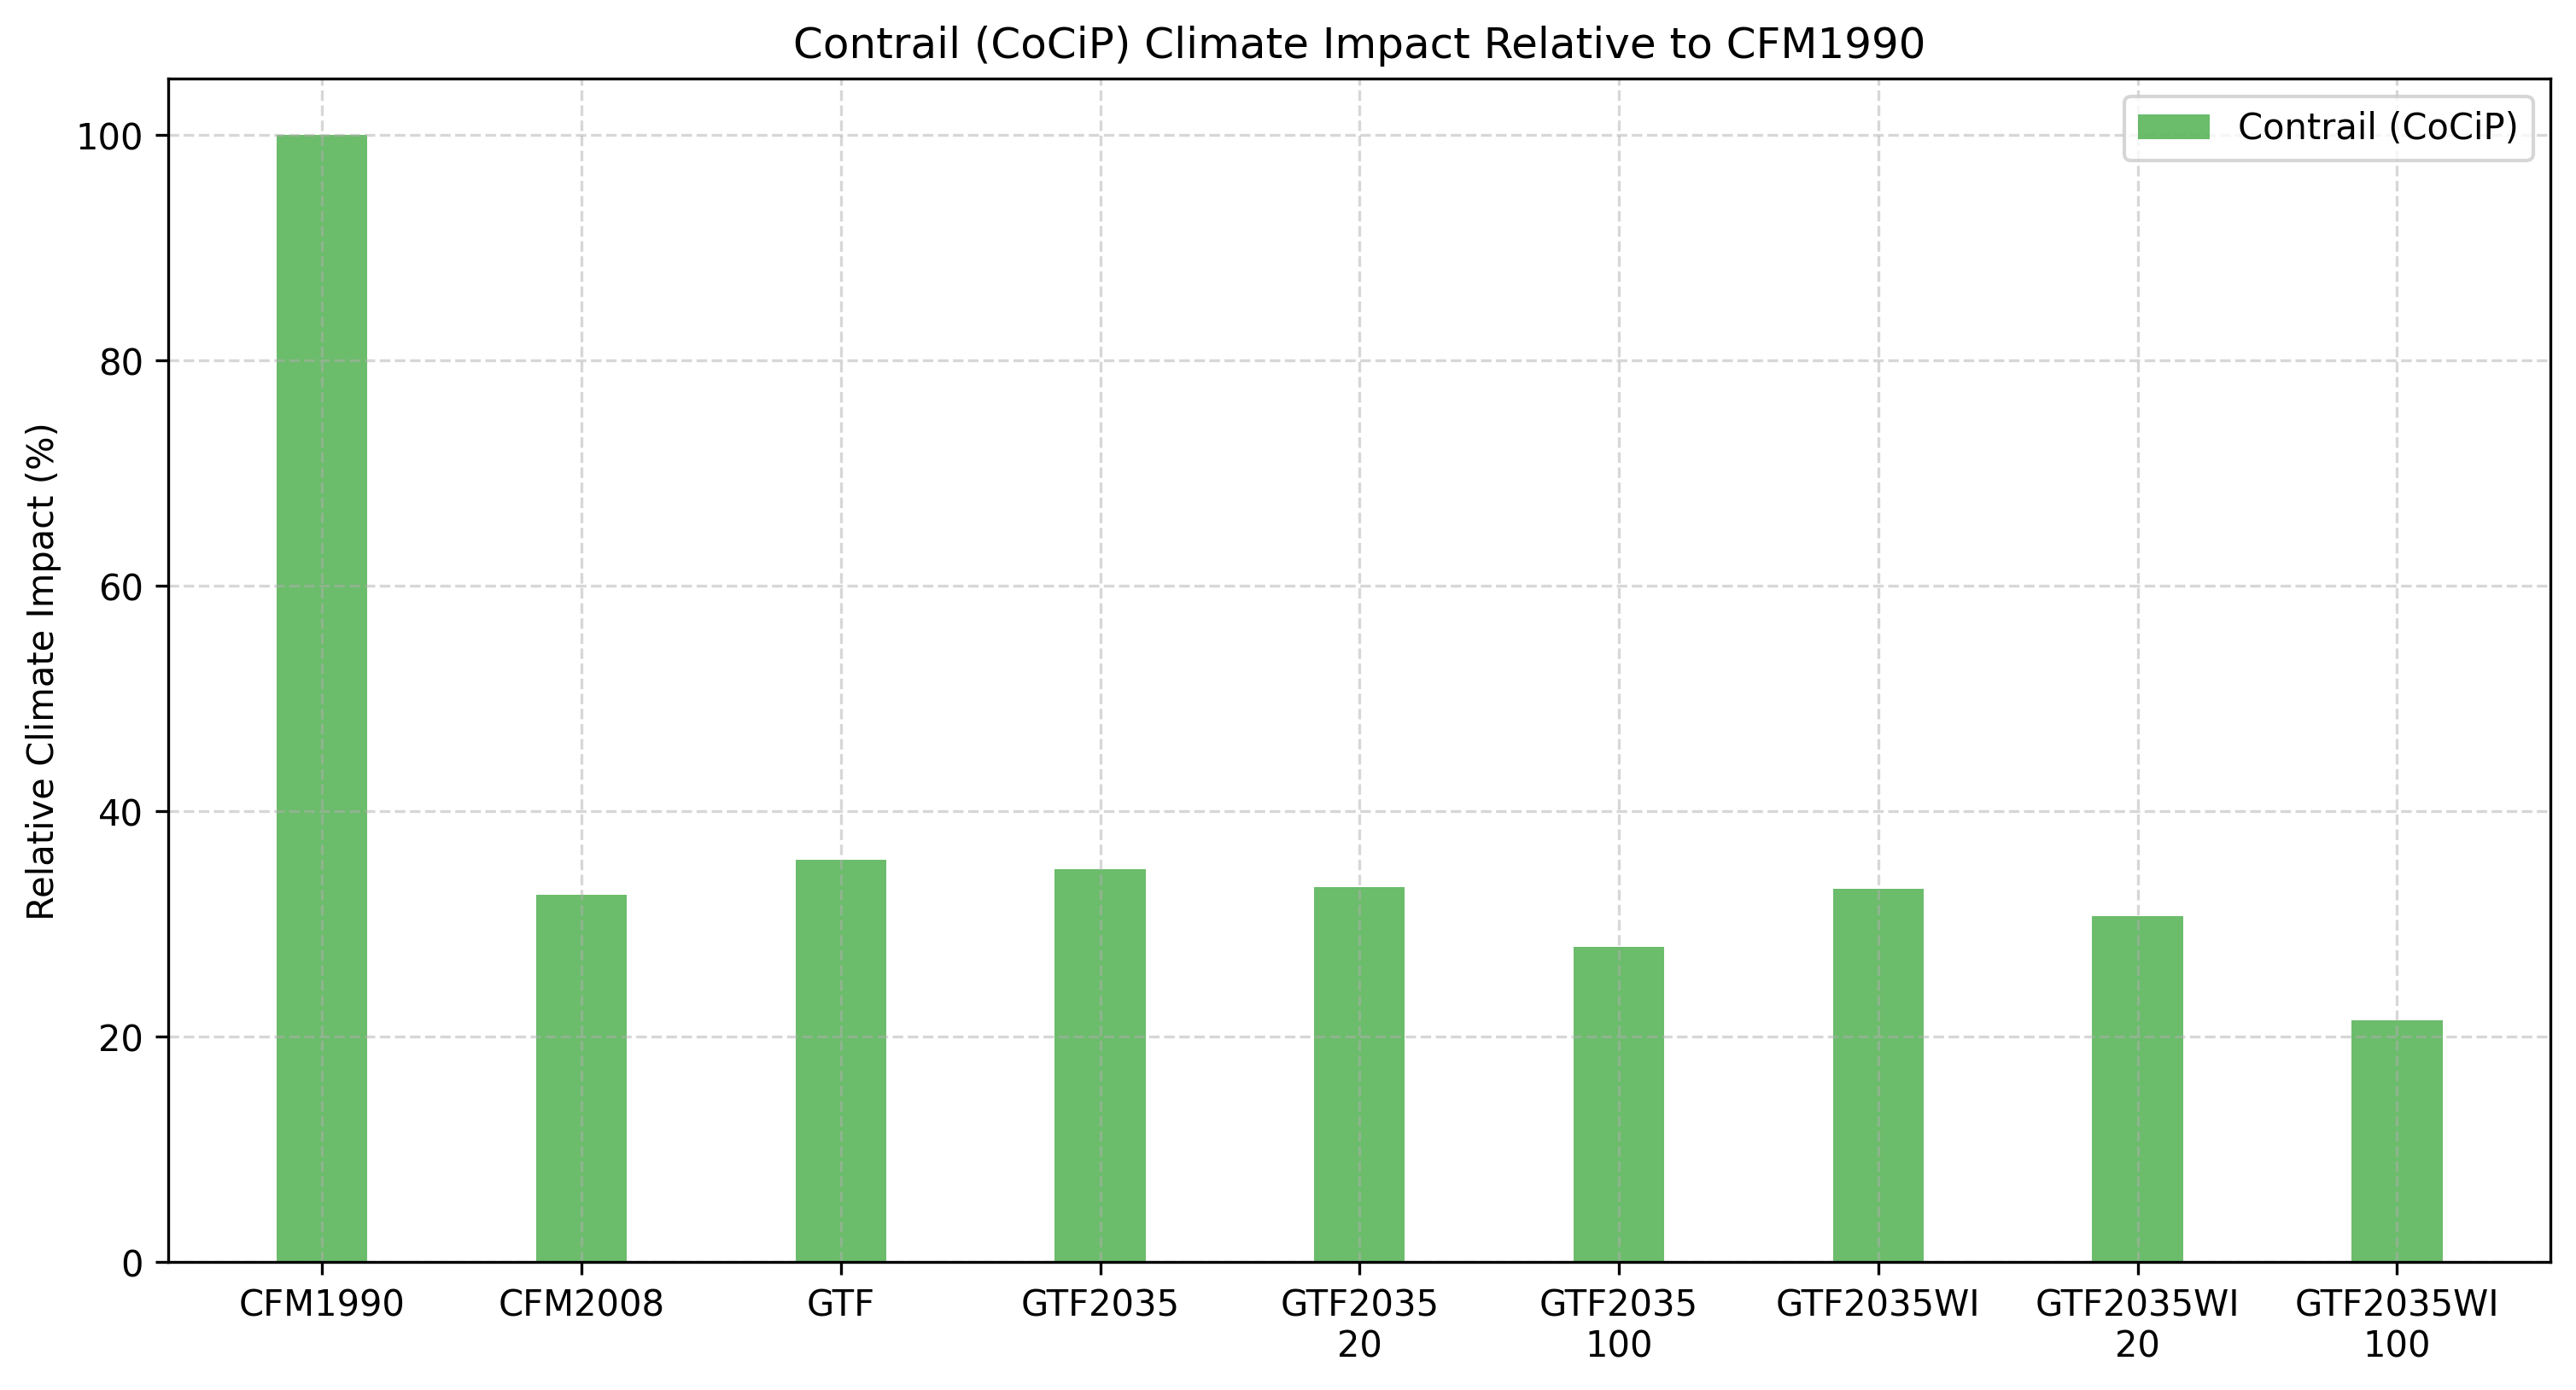 Contrail (CoCiP) Climate Impact Relative to CFM1990
Contrail (CoCiP)
Relative Climate Impact (%)
100
80
60
40
20
0
CFM1990
CFM2008
GTF
GTF2035
GTF2035
20
GTF2035
100
GTF2035WI
GTF2035WI
20
GTF2035WI
100